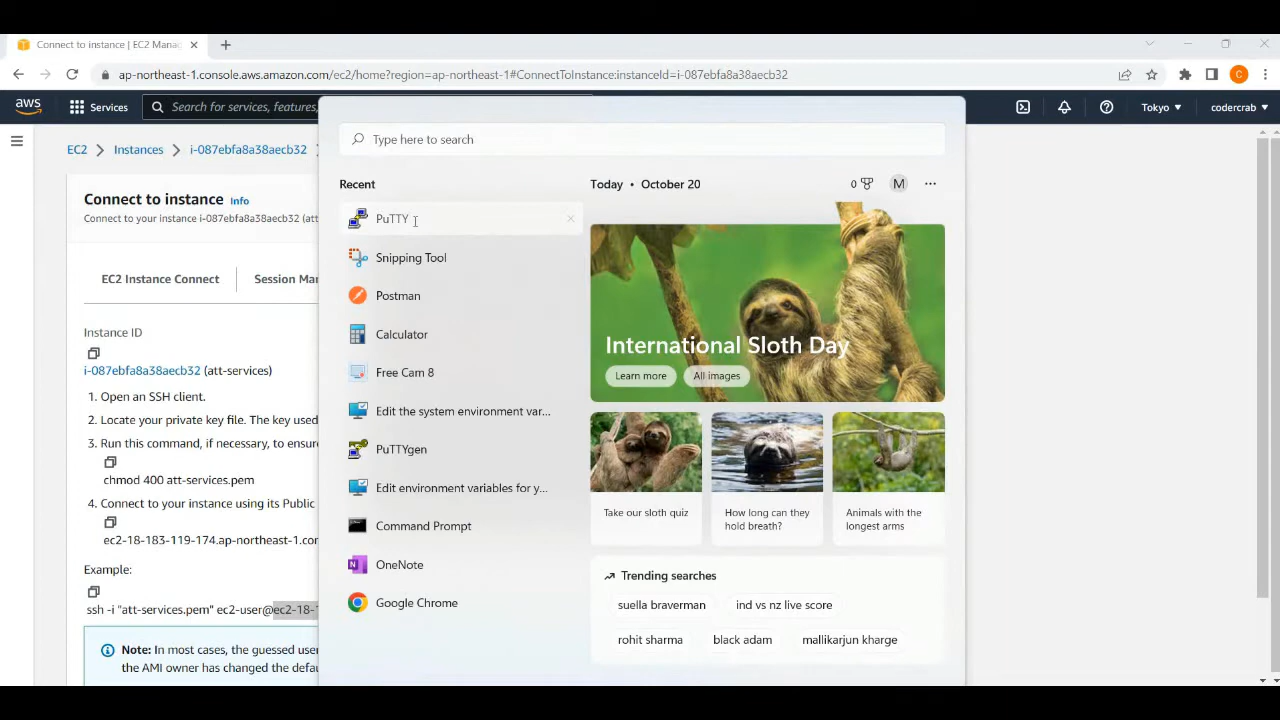 Connect to instance | EC2 Mana
ap-northeast-1.console.aws.amazon.com/ec2/home?region=ap-northeast-1#ConnectToInstance:instanceId=i-087ebfa8a38aecb32
C
aws
Services
Search for services, features,
Tokyo
codercrab
EC2
Instances
i-087ebfa8a38aecb32
Connect to instance
Info
Connect to your instance i-087ebfa8a38aecb32 (att
EC2 Instance Connect
Session Ma
Instance ID
i-087ebfa8a38aecb32 (att-services)
1. Open an SSH client.
2. Locate your private key file. The key used
3. Run this command, if necessary, to ensure
chmod 400 att-services.pem
4. Connect to your instance using its Public
ec2-18-183-119-174.ap-northeast-1.co
Example:
ssh -i "att-services.pem" ec2-user@ec2-18-
Note: In most cases, the guessed user
the AMI owner has changed the defau
Type here to search
Recent
PuTTY
Snipping Tool
Postman
Calculator
Free Cam 8
Edit the system environment var...
PuTTYgen
Edit environment variables for y...
Command Prompt
OneNote
Google Chrome
Today • October 20
0
M
International Sloth Day
Learn more
All images
Take our sloth quiz
How long can they
hold breath?
Animals with the
longest arms
Trending searches
suella braverman
ind vs nz live score
rohit sharma
black adam
mallikarjun kharge